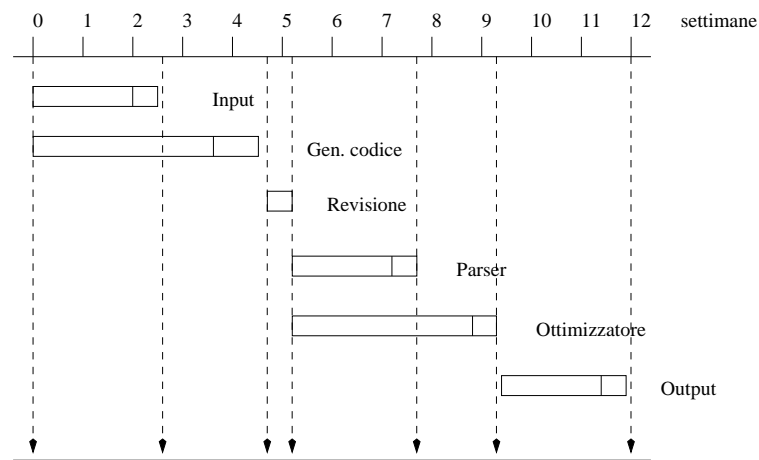 0 1 2 3 4 5 6 7 8 9 10 11 12 settimane
Input
Gen. codice
Revisione
Parser
Ottimizzatore
Output